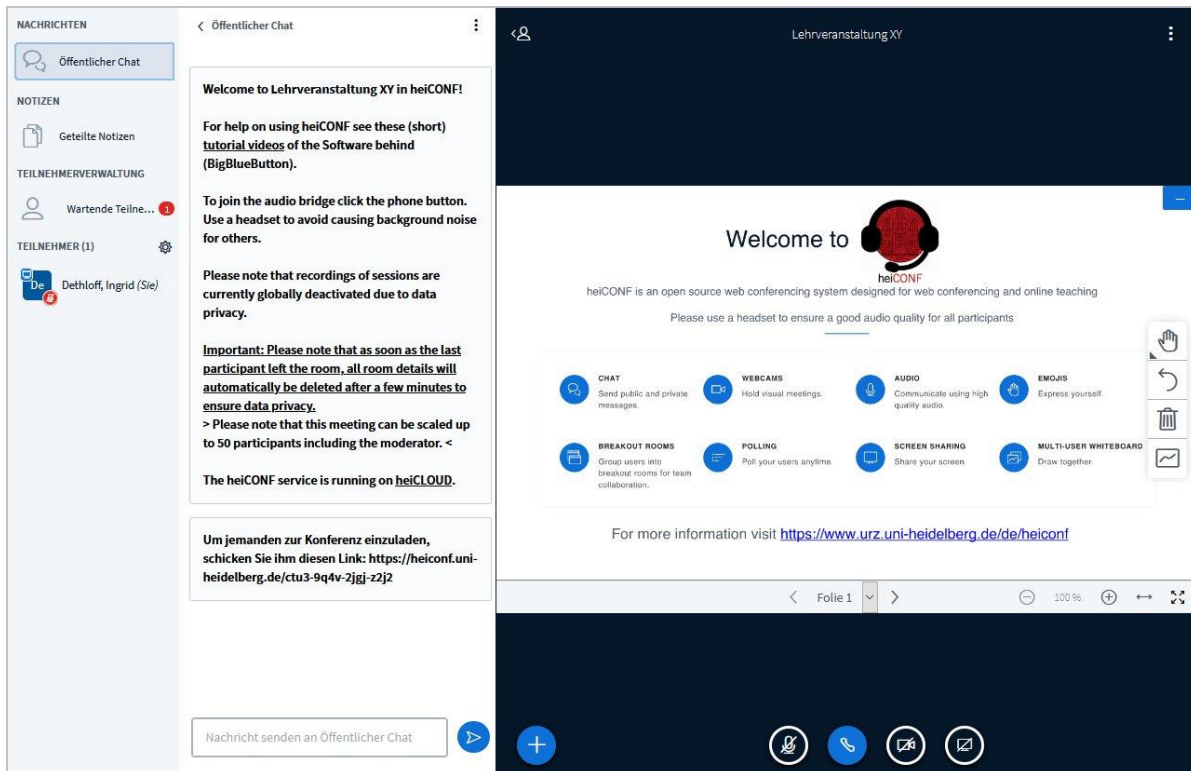 NACHRICHTEN
Öffentlicher Chat
NOTIZEN
Geteilte Notizen
TEILNEHMERVERWALTUNG
Wartende Teilne... 1
TEILNEHMER (1)
De
Dethloff, Ingrid (Sie)
Öffentlicher Chat
Welcome to Lehrveranstaltung XY in heiCONF!
For help on using heiCONF see these (short)
tutorial videos of the Software behind
(BigBlueButton).
To join the audio bridge click the phone button.
Use a headset to avoid causing background noise
for others.
Please note that recordings of sessions are
currently globally deactivated due to data
privacy.
Important: Please note that as soon as the last
participant left the room, all room details will
automatically be deleted after a few minutes to
ensure data privacy.
> Please note that this meeting can be scaled up
to 50 participants including the moderator. <
The heiCONF service is running on heiCLOUD.
Um jemanden zur Konferenz einzuladen,
schicken Sie ihm diesen Link: https://heiconf.uni-
heidelberg.de/ctu3-9q4v-2jgj-z2j2
Nachricht senden an Öffentlicher Chat
Lehrveranstaltung XY
Welcome to
heiCONF
heiCONF is an open source web conferencing system designed for web conferencing and online teaching
Please use a headset to ensure a good audio quality for all participants
CHAT
Send public and private
messages.
WEBCAMS
Hold visual meetings.
AUDIO
Communicate using high
quality audio.
EMOJIS
Express yourself.
BREAKOUT ROOMS
Group users into
breakout rooms for team
collaboration.
POLLING
Poll your users anytime.
SCREEN SHARING
Share your screen.
MULTI-USER WHITEBOARD
Draw together.
For more information visit https://www.urz.uni-heidelberg.de/de/heiconf
Folie 1
100 %